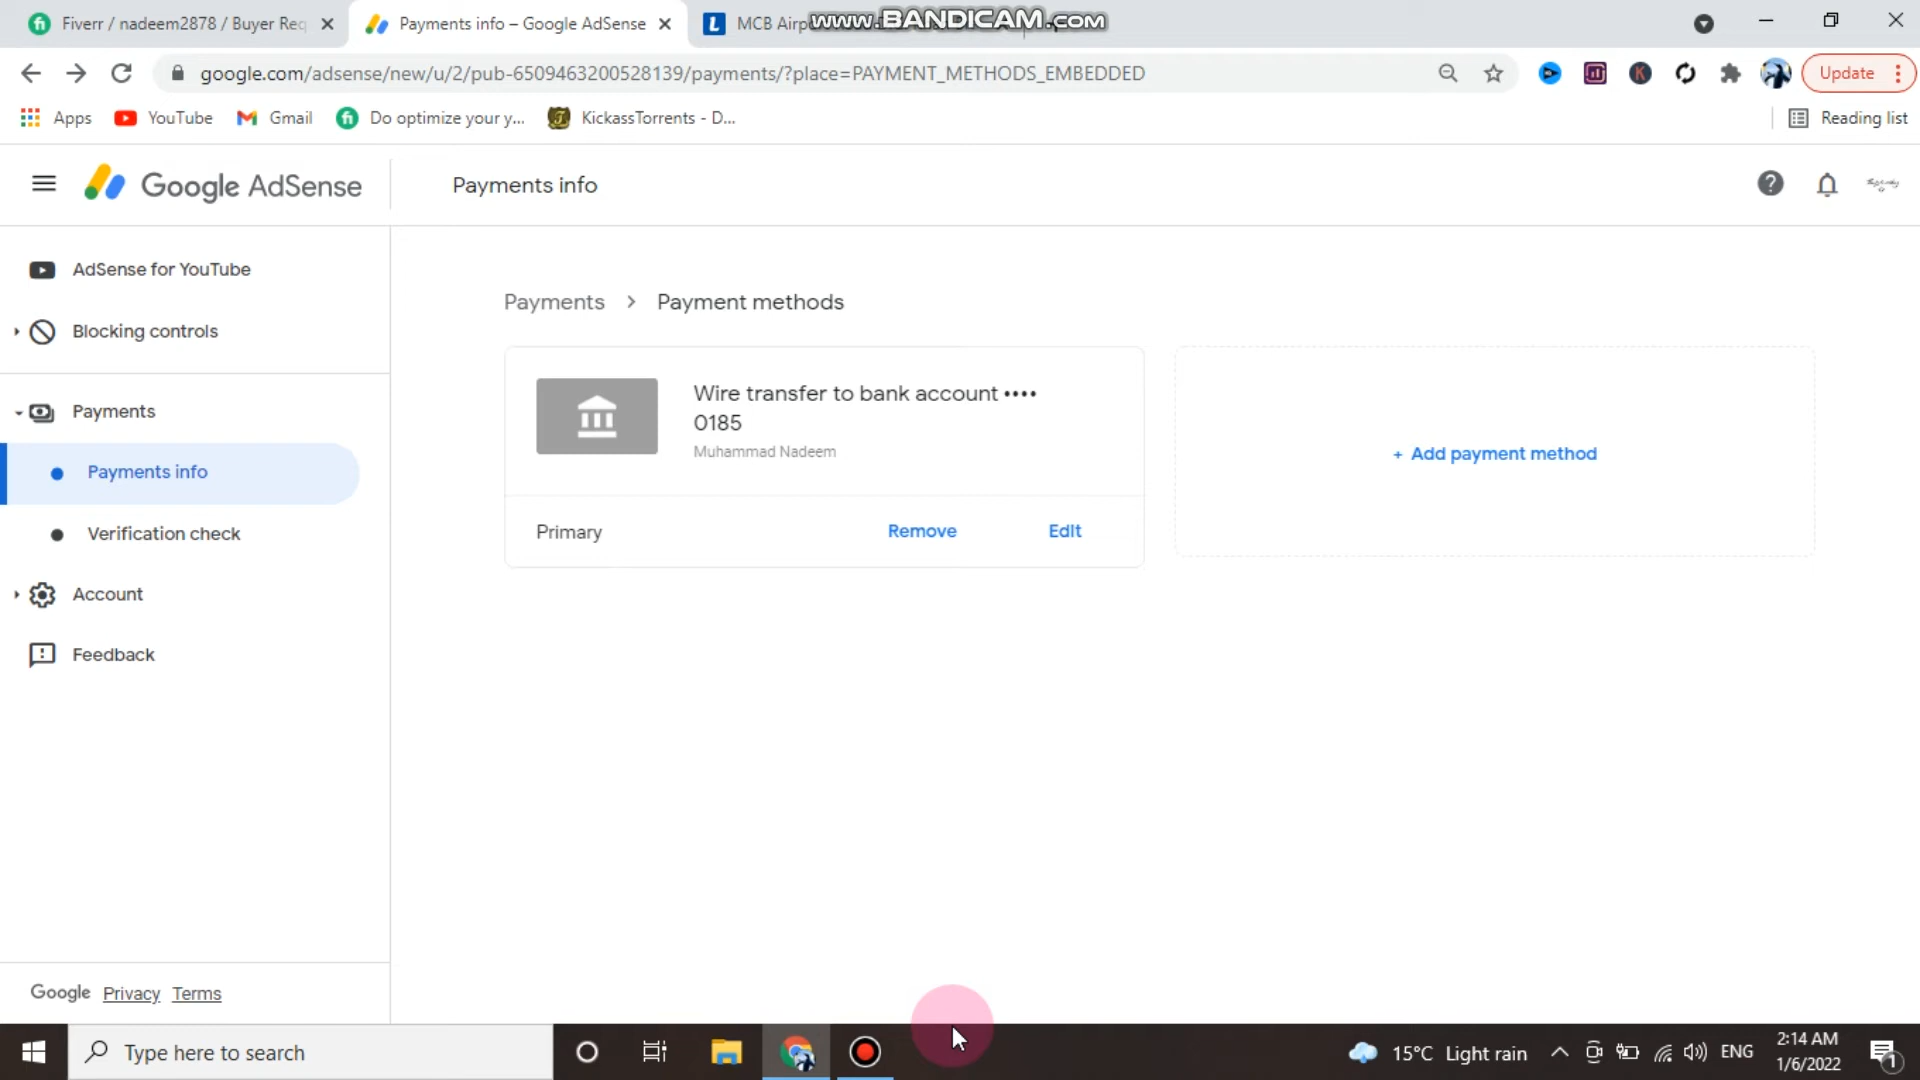 Fiverr / nadeem2878 / Buyer Req
Payments info – Google AdSense
MCB Airp
www.BANDICAM.com
google.com/adsense/new/u/2/pub-6509463200528139/payments/?place=PAYMENT_METHODS_EMBEDDED
Update
Apps
YouTube
Gmail
Do optimize your y...
KickassTorrents - D...
Reading list
Google AdSense
Payments info
AdSense for YouTube
Blocking controls
Payments
Payments info
Verification check
Account
Feedback
Payments > Payment methods
Wire transfer to bank account ••••
0185
Muhammad Nadeem
Primary
Remove
Edit
+ Add payment method
Google Privacy Terms
Type here to search
15°C Light rain
ENG
2:14 AM
1/6/2022
1